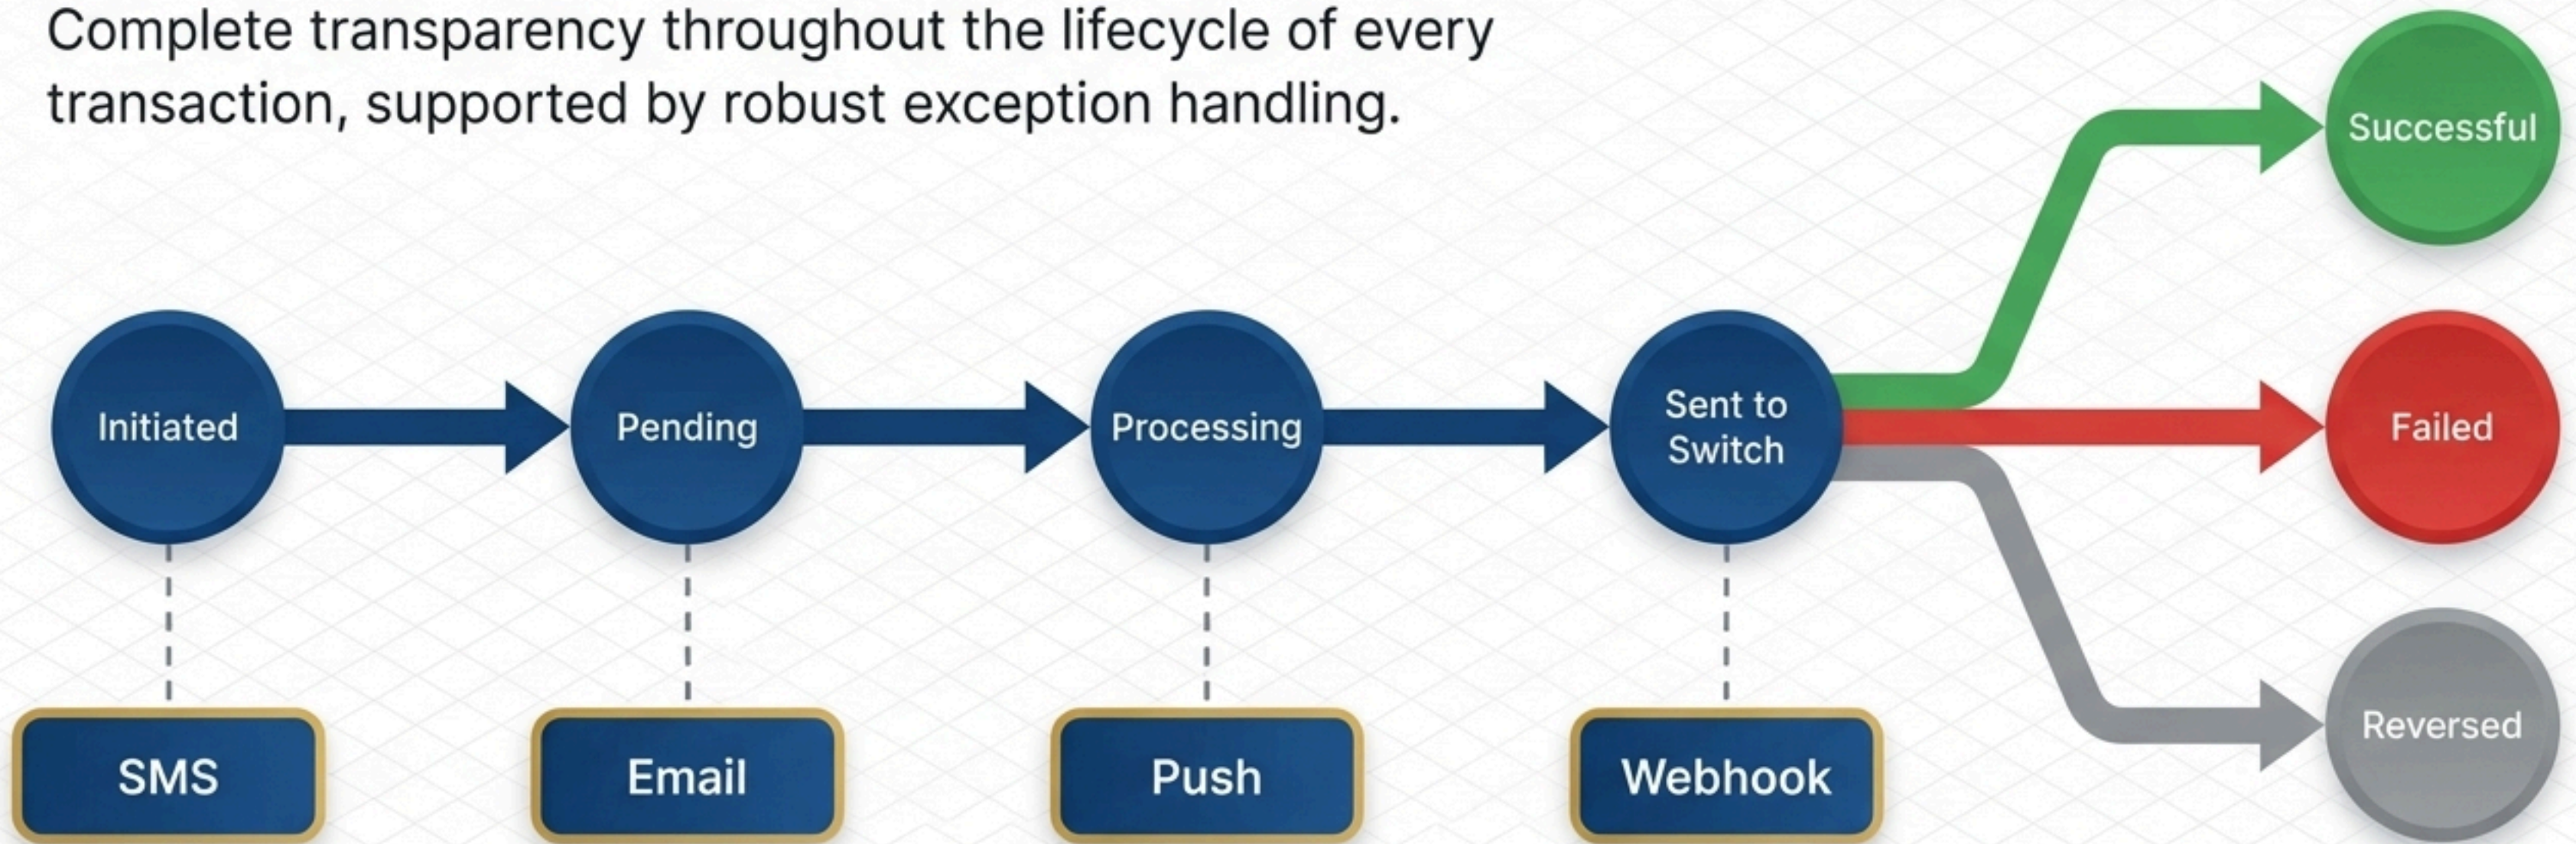 Complete transparency throughout the lifecycle of every
transaction, supported by robust exception handling.
Successful
Initiated
Pending
Processing
Sent to
Switch
Failed
Reversed
SMS
Email
Push
Webhook